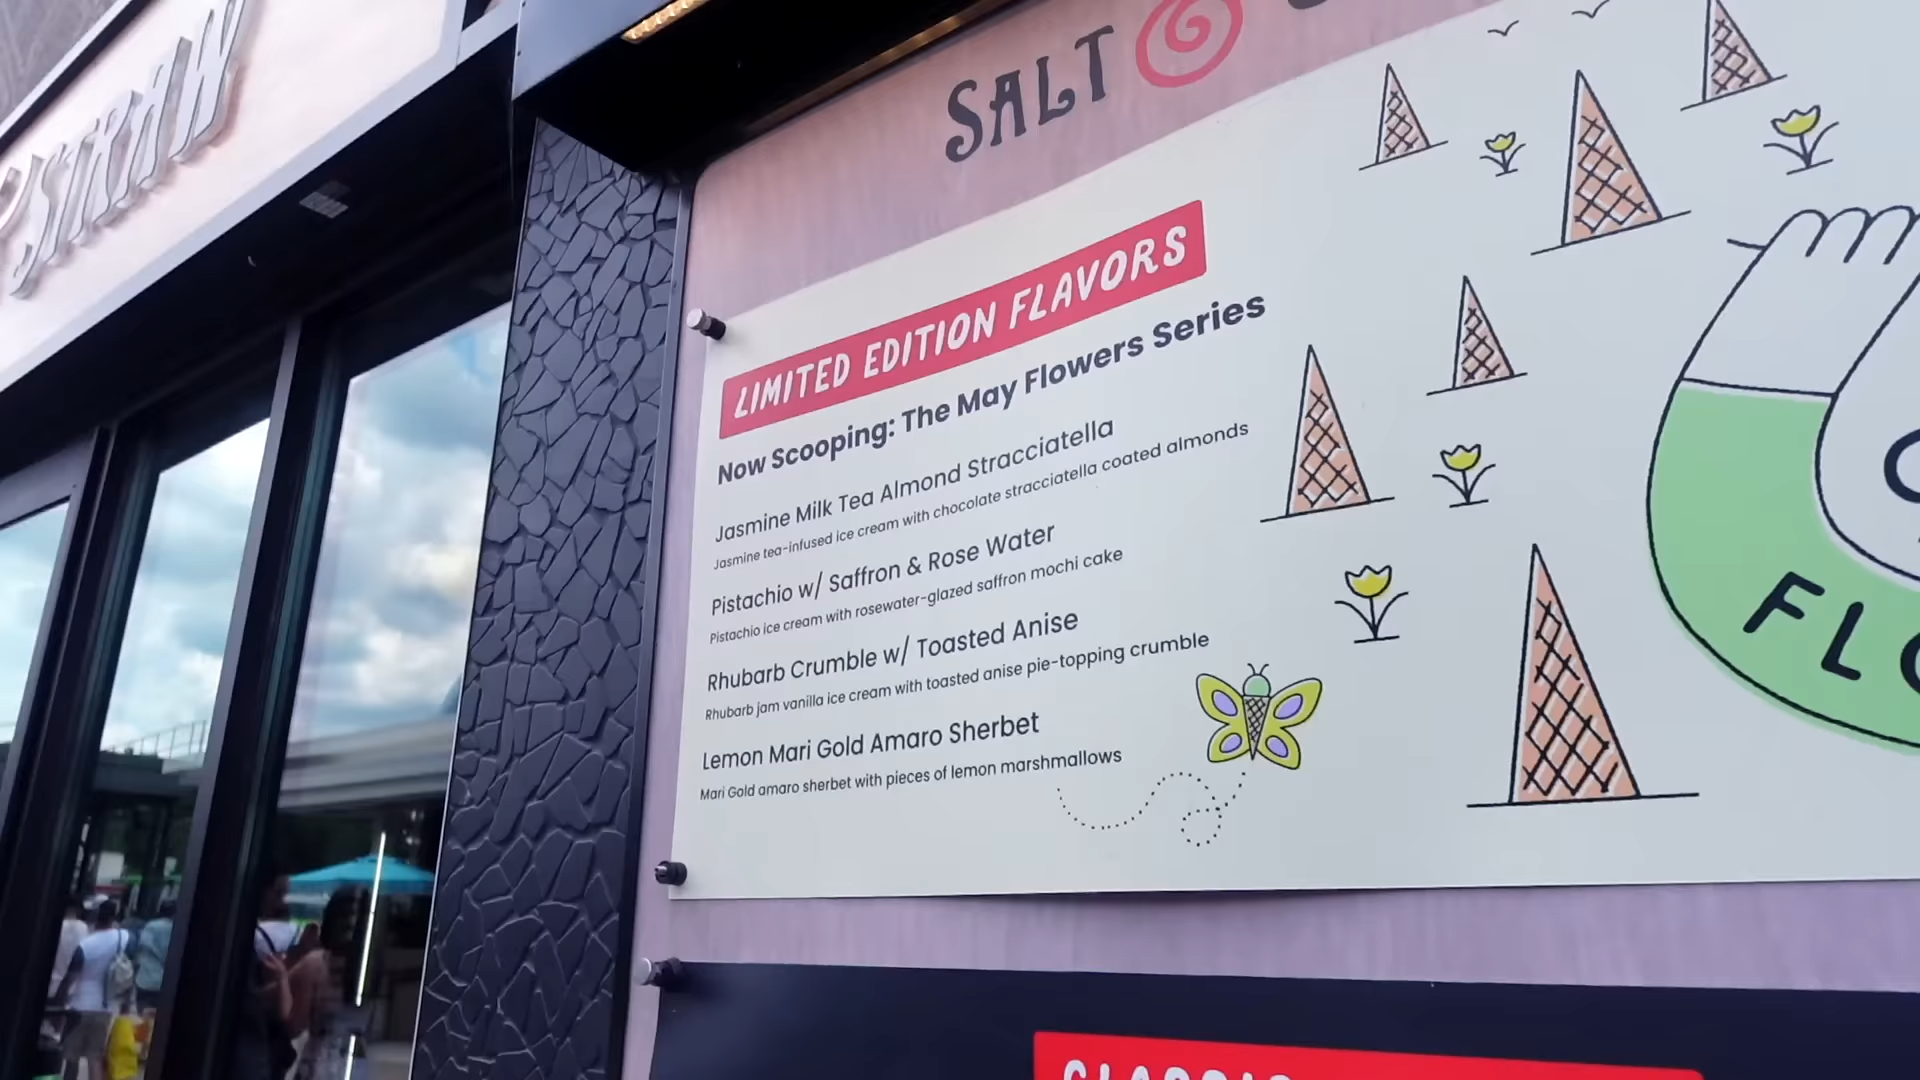 STRAW
SALT
LIMITED EDITION FLAVORS
Now Scooping: The May Flowers Series
Jasmine Milk Tea Almond Stracciatella
Jasmine tea-infused ice cream with chocolate stracciatella coated almonds
Pistachio w/ Saffron & Rose Water
Pistachio ice cream with rosewater-glazed saffron mochi cake
Rhubarb Crumble w/ Toasted Anise
Rhubarb jam vanilla ice cream with toasted anise pie-topping crumble
Lemon Mari Gold Amaro Sherbet
Mari Gold amaro sherbet with pieces of lemon marshmallows